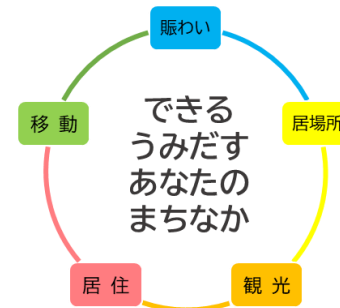 賑わい
移 動
居場所
できる
うみだす
あなたの
まちなか
居 住
観 光